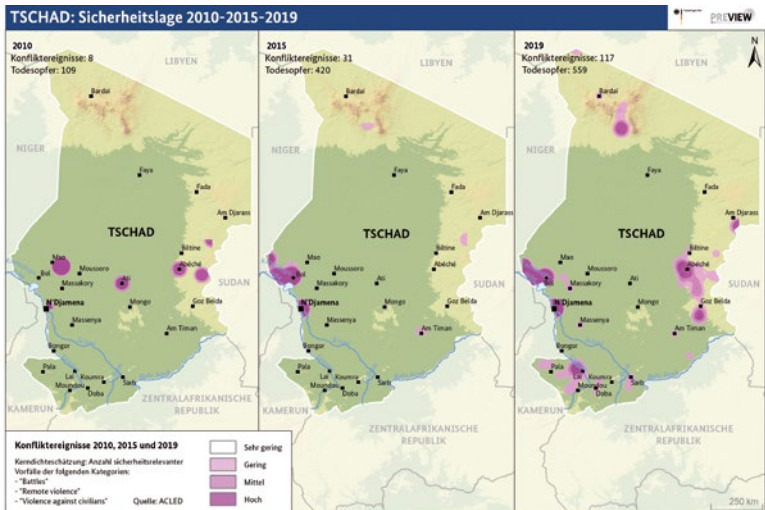 TSCHAD: Sicherheitslage 2010-2015-2019
PREVIEW
2010
Konfliktereignisse: 8
Todesopfer: 109
LIBYEN
Bardaï
NIGER
Faya
Fada
Am Djarass
TSCHAD
Biltine
Mao
Moussoro
Ati
Abéché
Bol
Massakory
SUDAN
N'Djamena
Mongo
Goz Beïda
Massenya
Am Timan
Bongor
Pala
Laï
Koumra
Sarh
Moundou
Doba
ZENTRALAFRIKANISCHE
REPUBLIK
KAMERUN
2015
Konfliktereignisse: 31
Todesopfer: 420
LIBYEN
Bardaï
NIGER
Faya
Fada
Am Djarass
TSCHAD
Biltine
Mao
Moussoro
Ati
Abéché
Bol
Massakory
SUDAN
N'Djamena
Mongo
Goz Beïda
Massenya
Am Timan
Bongor
Pala
Laï
Koumra
Sarh
Moundou
Doba
ZENTRALAFRIKANISCHE
REPUBLIK
KAMERUN
2019
Konfliktereignisse: 117
Todesopfer: 559
N
LIBYEN
Bardaï
NIGER
Faya
Fada
Am Djarass
TSCHAD
Biltine
Mao
Moussoro
Ati
Abéché
Bol
Massakory
SUDAN
N'Djamena
Mongo
Goz Beïda
Massenya
Am Timan
Bongor
Pala
Laï
Koumra
Sarh
Moundou
Doba
KAMERUN
ZENTRALAFRIKANISCHE
REPUBLIK
250 km
Konfliktereignisse 2010, 2015 und 2019
Kerndichteschätzung: Anzahl sicherheitsrelevanter
Vorfälle der folgenden Kategorien:
- "Battles"
- "Remote violence"
- "Violence against civilians" Quelle: ACLED
Sehr gering
Gering
Mittel
Hoch